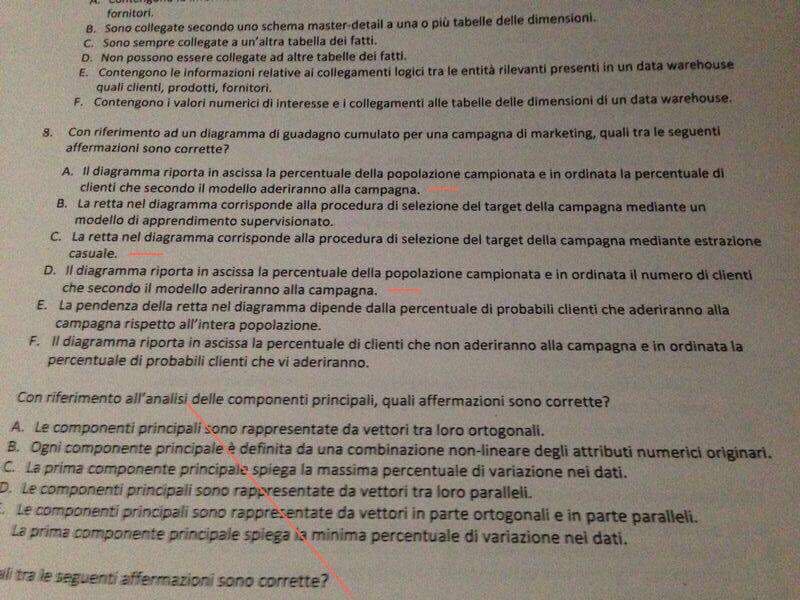 fornitori.
B. Sono collegate secondo uno schema master-detail a una o più tabelle delle dimensioni.
C. Sono sempre collegate a un'altra tabella dei fatti.
D. Non possono essere collegate ad altre tabelle dei fatti.
E. Contengono le informazioni relative ai collegamenti logici tra le entità rilevanti presenti in un data warehouse
quali clienti, prodotti, fornitori.
F. Contengono i valori numerici di interesse e i collegamenti alle tabelle delle dimensioni di un data warehouse.
8. Con riferimento ad un diagramma di guadagno cumulato per una campagna di marketing, quali tra le seguenti
affermazioni sono corrette?
A. Il diagramma riporta in ascissa la percentuale della popolazione campionata e in ordinata la percentuale di
clienti che secondo il modello aderiranno alla campagna.
B. La retta nel diagramma corrisponde alla procedura di selezione del target della campagna mediante un
modello di apprendimento supervisionato.
C. La retta nel diagramma corrisponde alla procedura di selezione del target della campagna mediante estrazione
casuale.
D. Il diagramma riporta in ascissa la percentuale della popolazione campionata e in ordinata il numero di clienti
che secondo il modello aderiranno alla campagna.
E. La pendenza della retta nel diagramma dipende dalla percentuale di probabili clienti che aderiranno alla
campagna rispetto all'intera popolazione.
F. Il diagramma riporta in ascissa la percentuale di clienti che non aderiranno alla campagna e in ordinata la
percentuale di probabili clienti che vi aderiranno.
Con riferimento all'analisi delle componenti principali, quali affermazioni sono corrette?
A. Le componenti principali sono rappresentate da vettori tra loro ortogonali.
B. Ogni componente principale è definita da una combinazione non-lineare degli attributi numerici originari.
C. La prima componente principale spiega la massima percentuale di variazione nei dati.
D. Le componenti principali sono rappresentate da vettori tra loro paralleli.
Le componenti principali sono rappresentate da vettori in parte ortogonali e in parte paralleli.
La prima componente principale spiega la minima percentuale di variazione nei dati.
tra le seguenti affermazioni sono corrette?